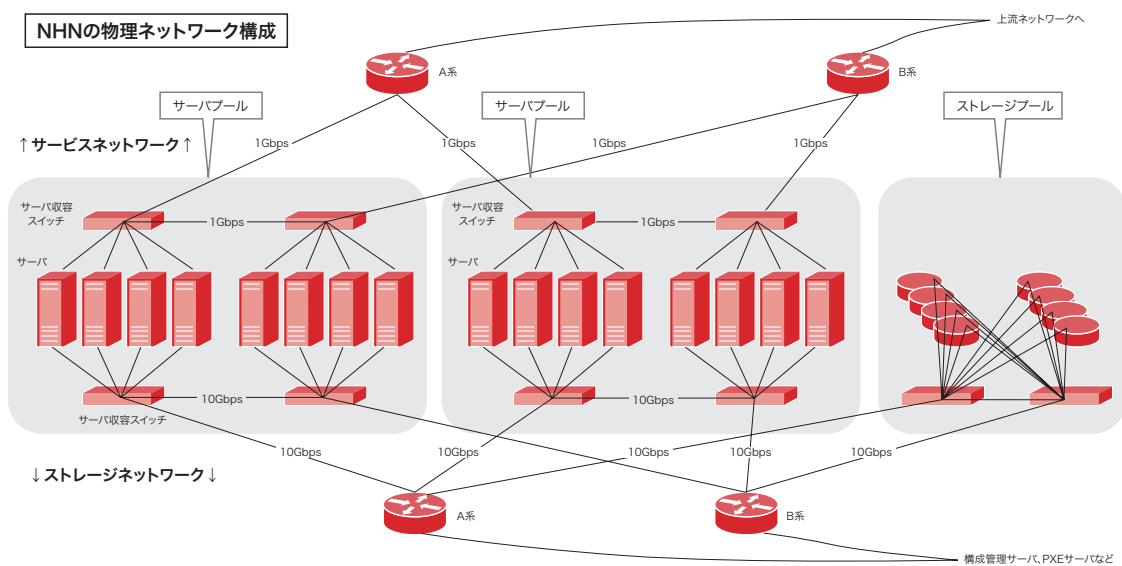 NHNの物理ネットワーク構成
上流ネットワークへ
A系
B系
サーバプール
サーバプール
ストレージプール
↑サービスネットワーク↑
1Gbps
1Gbps
1Gbps
1Gbps
サーバ収容
スイッチ
1Gbps
サーバ収容
スイッチ
1Gbps
サーバ
サーバ
10Gbps
10Gbps
サーバ収容スイッチ
10Gbps
10Gbps
10Gbps
10Gbps
10Gbps
↓ストレージネットワーク↓
A系
B系
構成管理サーバ、PXEサーバなど